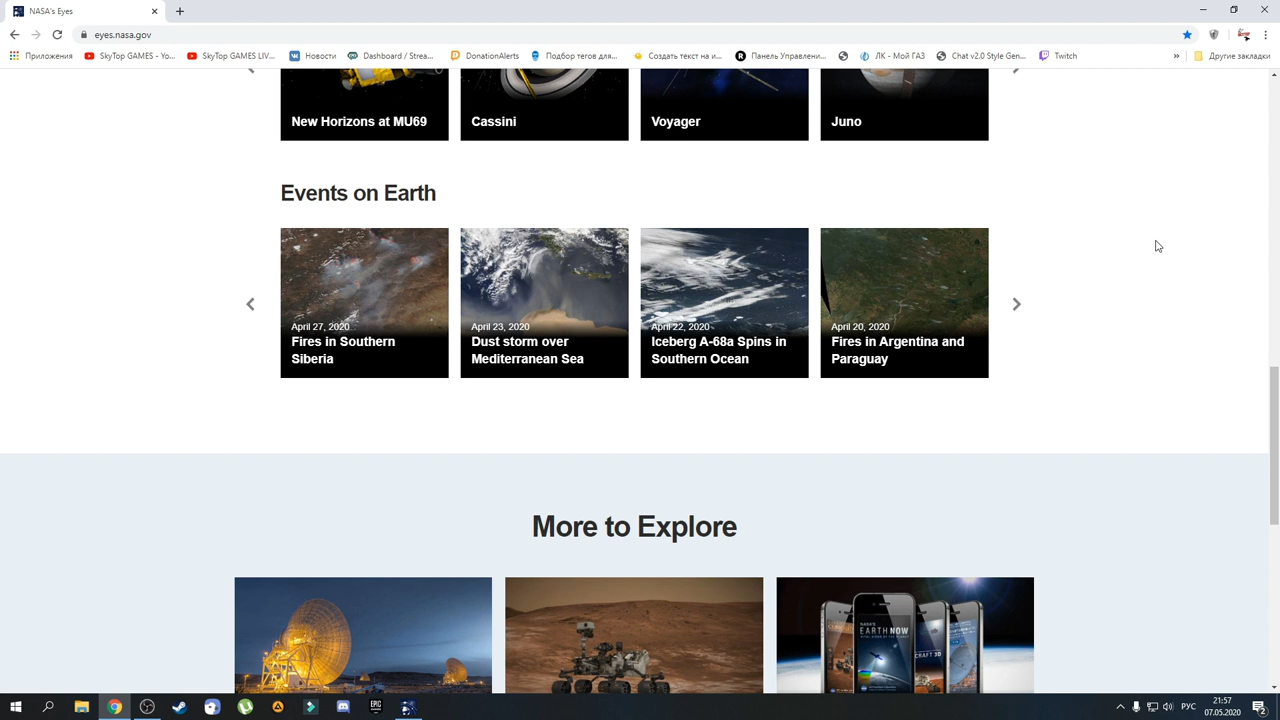 NASA's Eyes
eyes.nasa.gov
Приложения
SkyTop GAMES - Yo...
SkyTop GAMES LIV...
Новости
Dashboard / Strea...
DonationAlerts
Подбор тегов для...
Создать текст на и...
Панель Управлени...
ЛК - Мой ГАЗ
Chat v2.0 Style Gen...
Twitch
»
Другие закладки
New Horizons at MU69
Cassini
Voyager
Juno
Events on Earth
April 27, 2020
Fires in Southern
Siberia
April 23, 2020
Dust storm over
Mediterranean Sea
April 22, 2020
Iceberg A-68a Spins in
Southern Ocean
April 20, 2020
Fires in Argentina and
Paraguay
More to Explore
NASA'S
EARTH NOW
CRAFT 3D
EPIC
РУС
21:57
07.05.2020
2